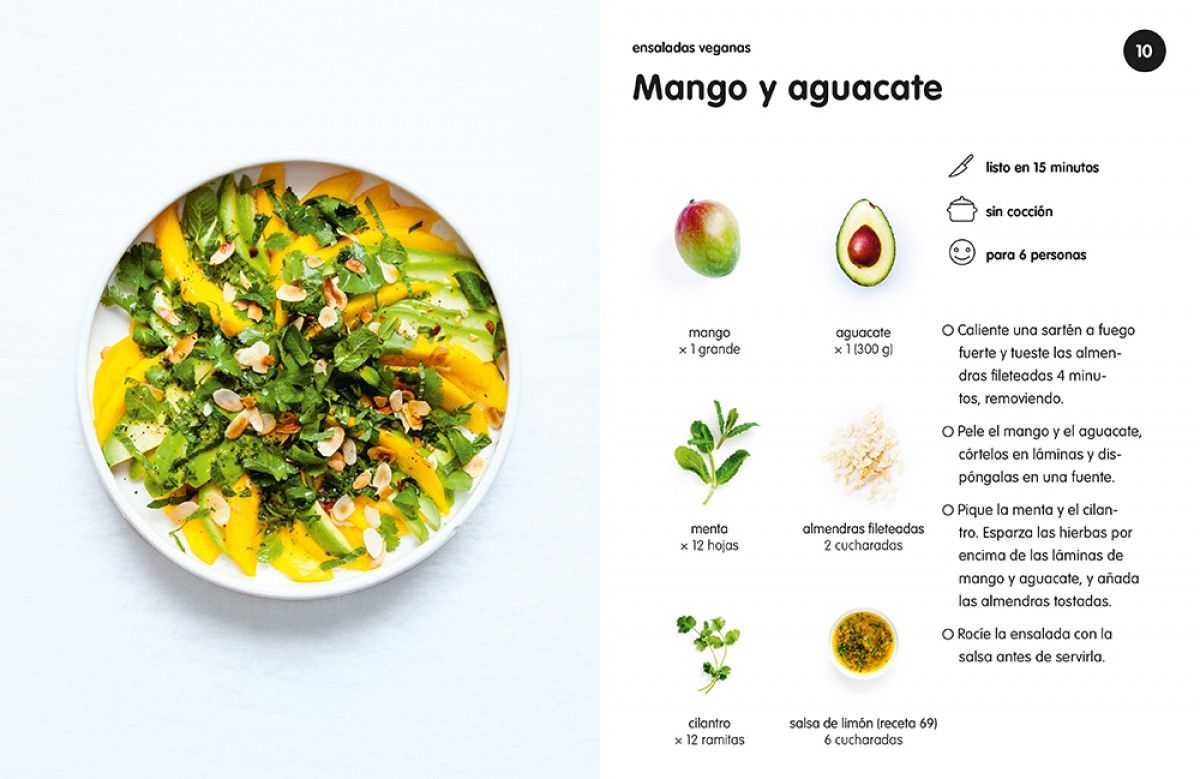 ensaladas veganas
10
Mango y aguacate
listo en 15 minutos
sin cocción
para 6 personas
mango
× 1 grande
aguacate
× 1 (300 g)
menta
× 12 hojas
almendras fileteadas
2 cucharadas
cilantro
× 12 ramitas
salsa de limón (receta 69)
6 cucharadas
Caliente una sartén a fuego
fuerte y tueste las almen-
dras fileteadas 4 minu-
tos, removiendo.
Pele el mango y el aguacate,
córtelos en láminas y dis-
póngalas en una fuente.
Pique la menta y el cilan-
tro. Esparza las hierbas por
encima de las láminas de
mango y aguacate, y añada
las almendras tostadas.
Rocíe la ensalada con la
salsa antes de servirla.